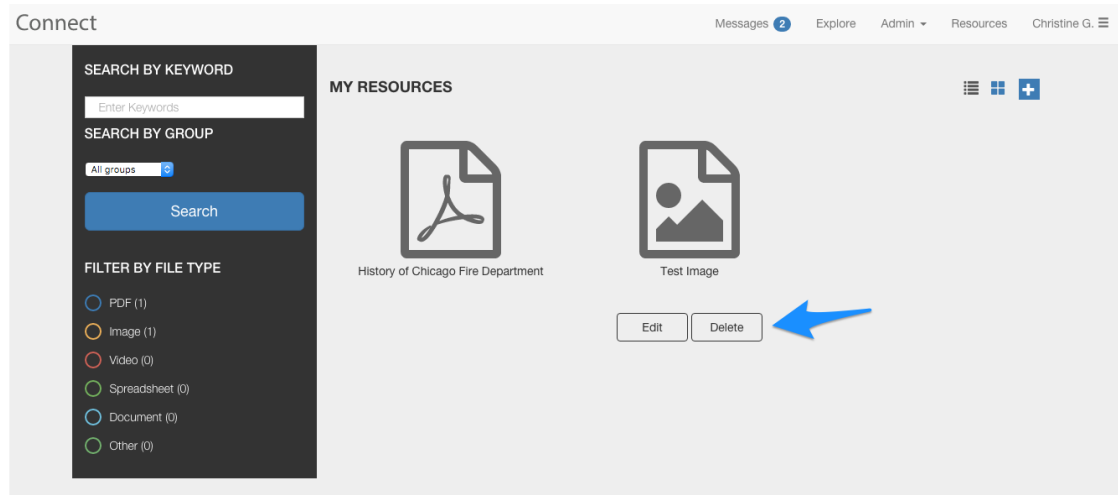 Connect
Messages 2 Explore Admin Resources Christine G.
SEARCH BY KEYWORD
Enter Keywords
SEARCH BY GROUP
All groups
Search
FILTER BY FILE TYPE
PDF (1)
Image (1)
Video (0)
Spreadsheet (0)
Document (0)
Other (0)
MY RESOURCES
History of Chicago Fire Department
Test Image
Edit Delete